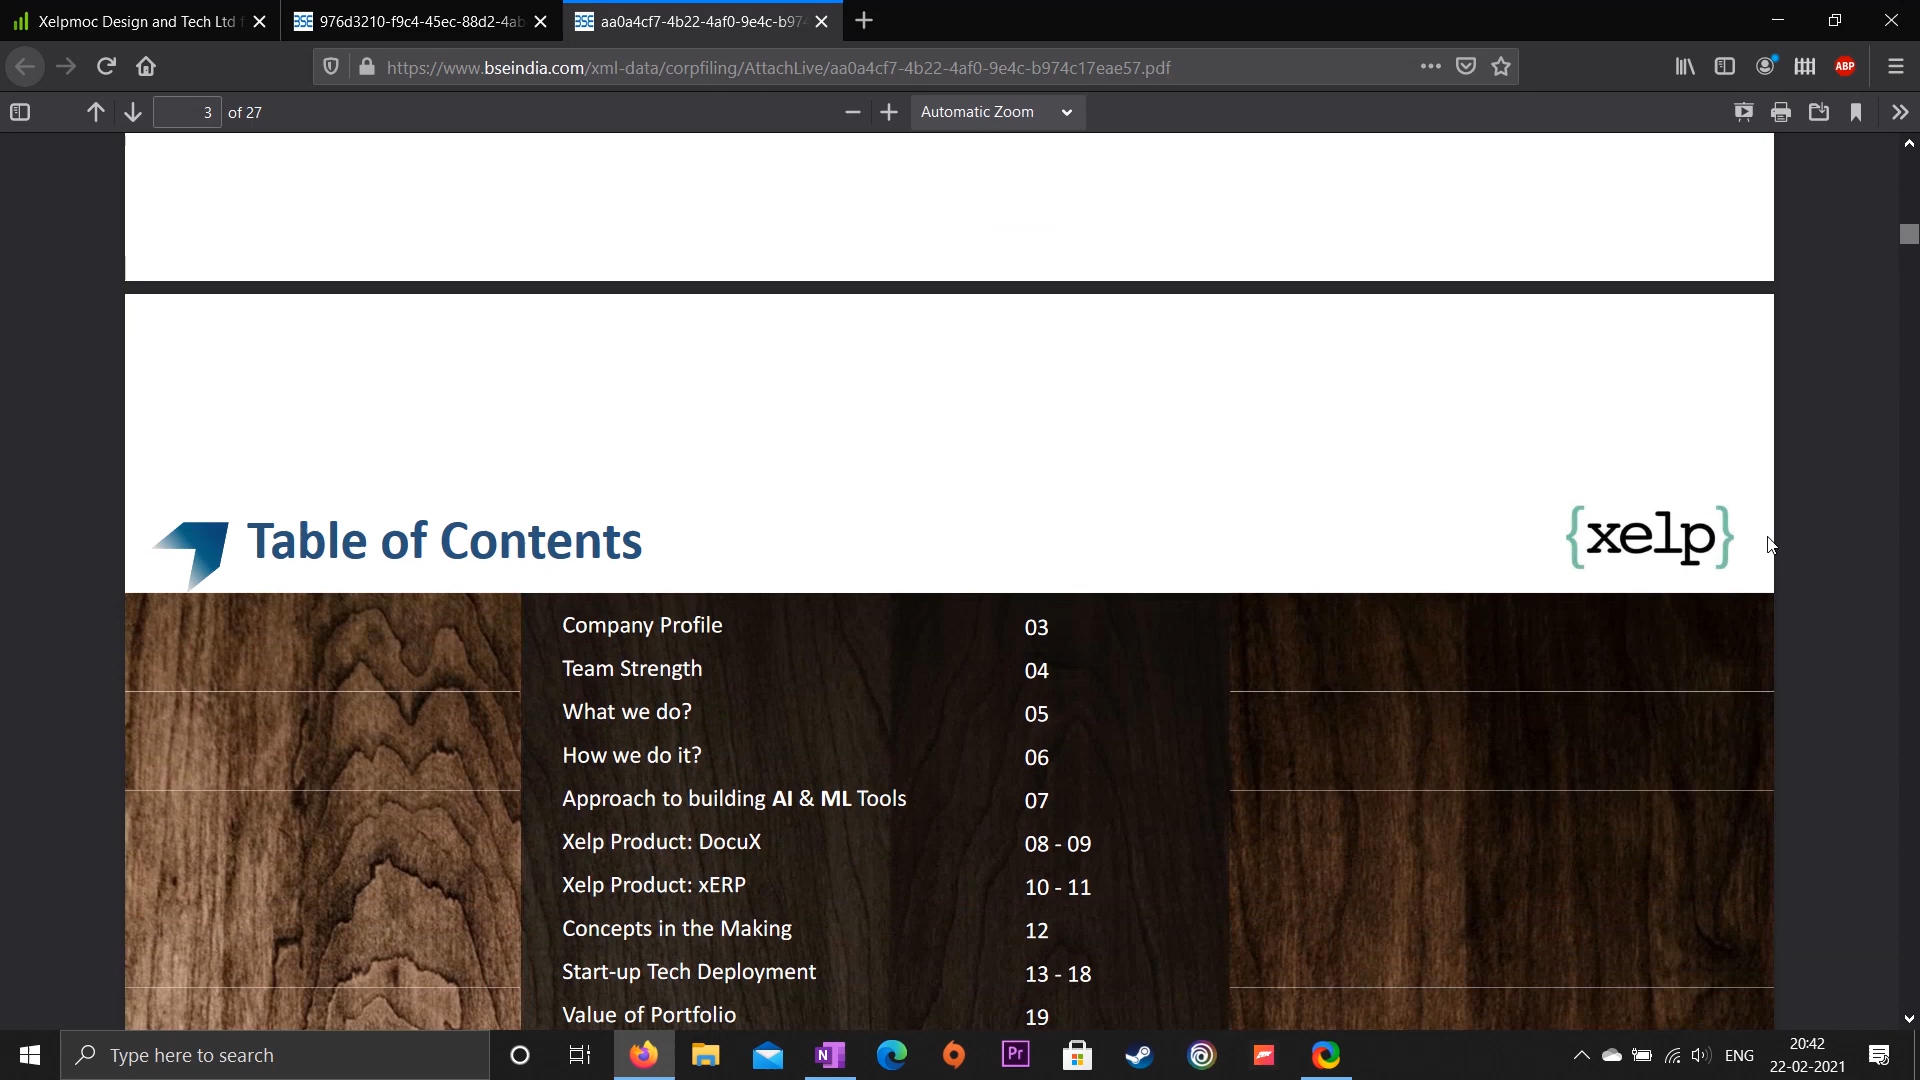 Xelpmoc Design and Tech Ltd f
976d3210-f9c4-45ec-88d2-4ab
aa0a4cf7-4b22-4af0-9e4c-b974
https://www.bseindia.com/xml-data/corpfiling/AttachLive/aa0a4cf7-4b22-4af0-9e4c-b974c17eae57.pdf
ABP
3 of 27
Automatic Zoom
Table of Contents
{xelp}
Company Profile 03
Team Strength 04
What we do? 05
How we do it? 06
Approach to building AI & ML Tools 07
Xelp Product: DocuX 08 - 09
Xelp Product: xERP 10 - 11
Concepts in the Making 12
Start-up Tech Deployment 13 - 18
Value of Portfolio 19
Type here to search
N
Pr
ENG
20:42
22-02-2021